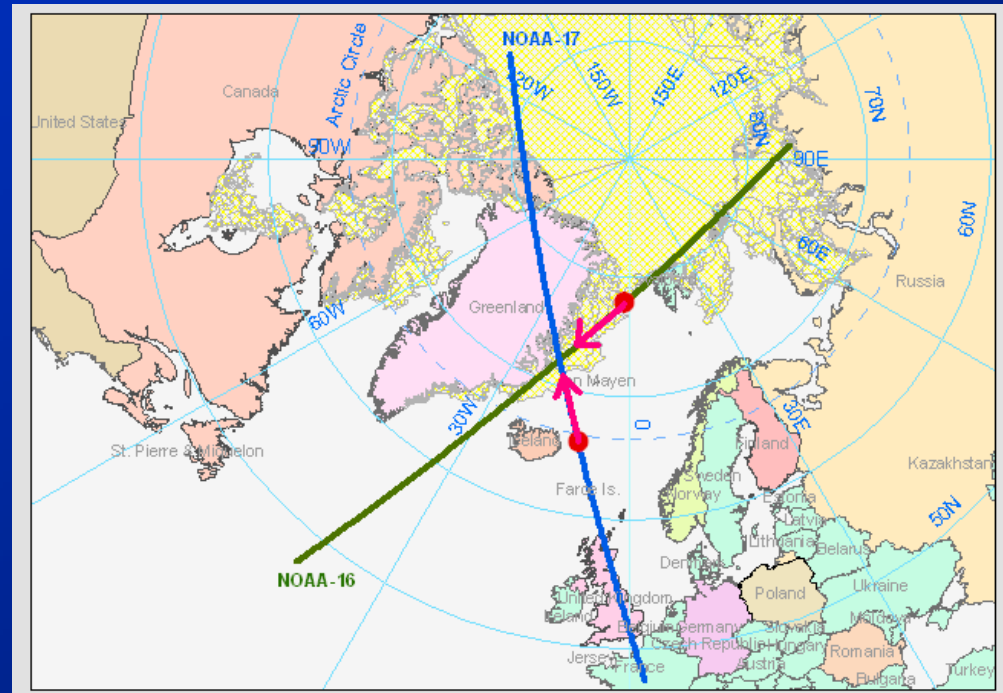 NOAA-17
Arctic Circle
120W
150W
150E
120E
70N
Canada
United States
80N
90W
90E
60N
60E
Russia
Greenland
60W
an Mayen
30W
0
30E
St. Pierre & Miquelon
Iceland
Finland
Kazakhstan
Sweden
Norway
Faroe Is.
Estonia
50N
Latvia
Lithuania
Belarus
Denmark
NOAA-16
Poland
Ukraine
United Kingdom
Ireland
Belgium
Germany
Slovakia
Moldova
Czech Republic
Hungary
Romania
Jersey
France
Austria
Turkey
Bulgaria